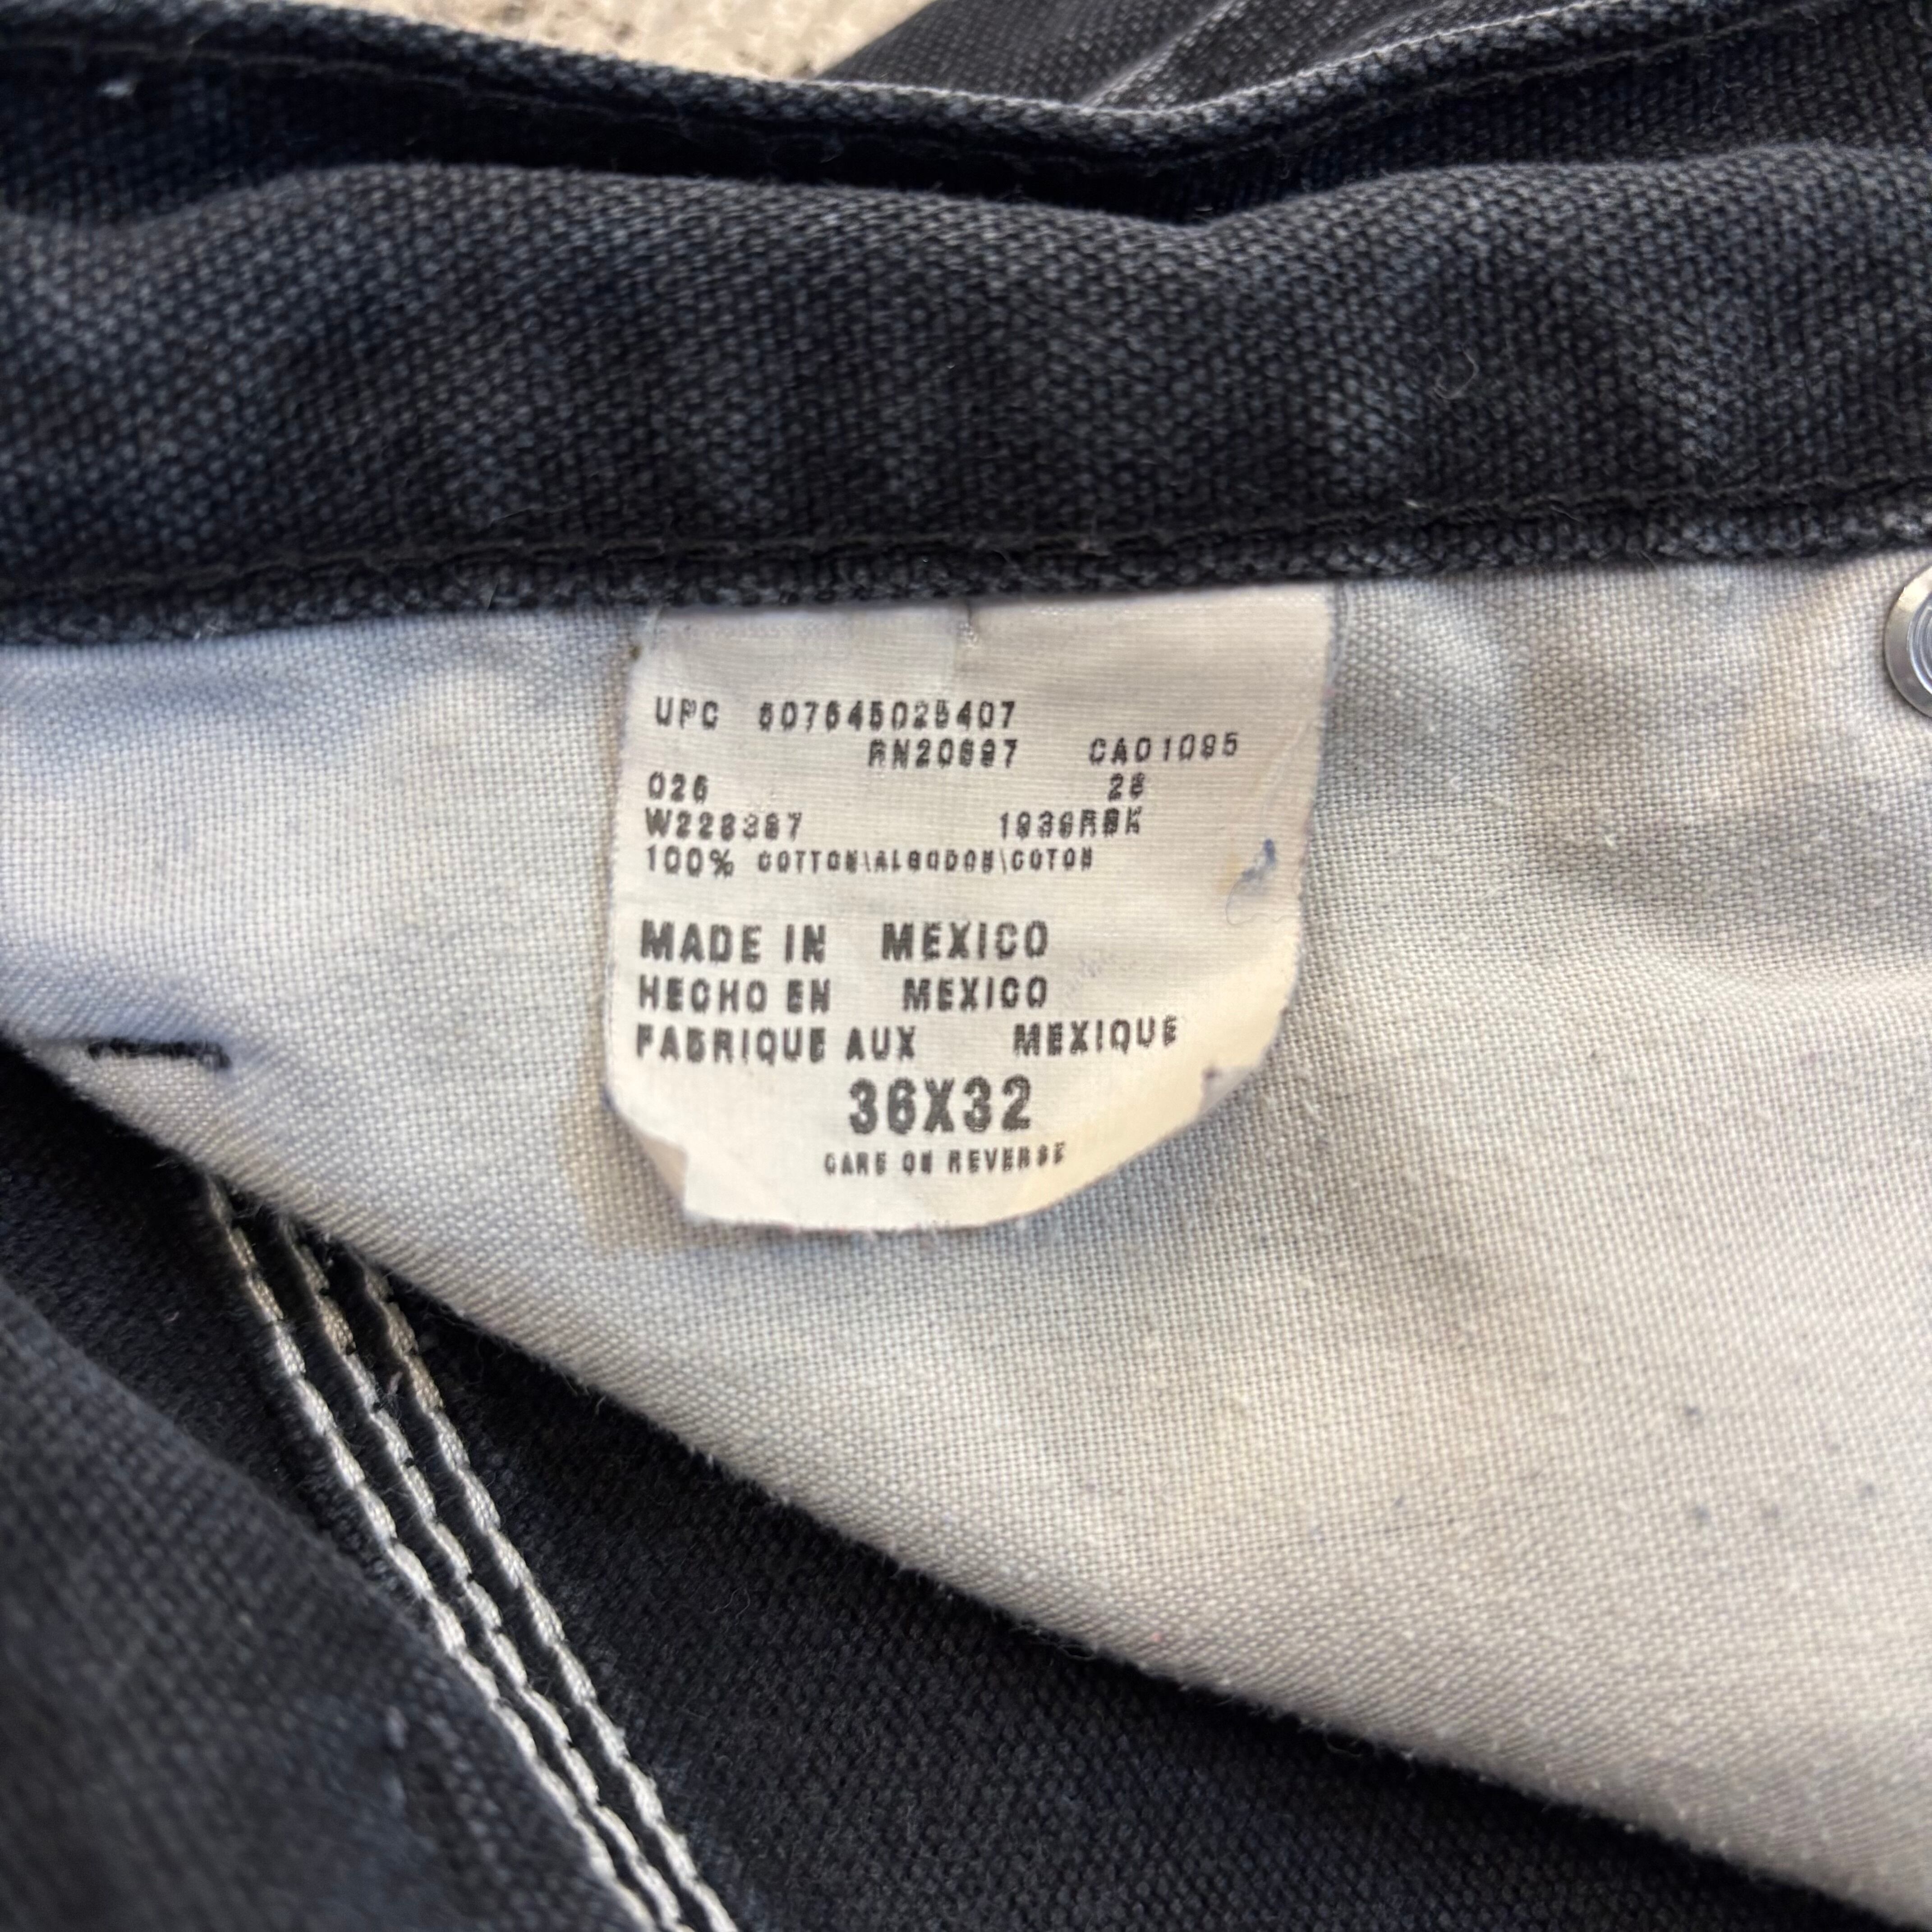 UPC 607645025407
RN20697 CA01095
026 28
W228387 1939RBK
100% COTTON\ALGODON\COTON
MADE IN MEXICO
HECHO EN MEXICO
FABRIQUE AUX MEXIQUE
36X32
CARE ON REVERSE